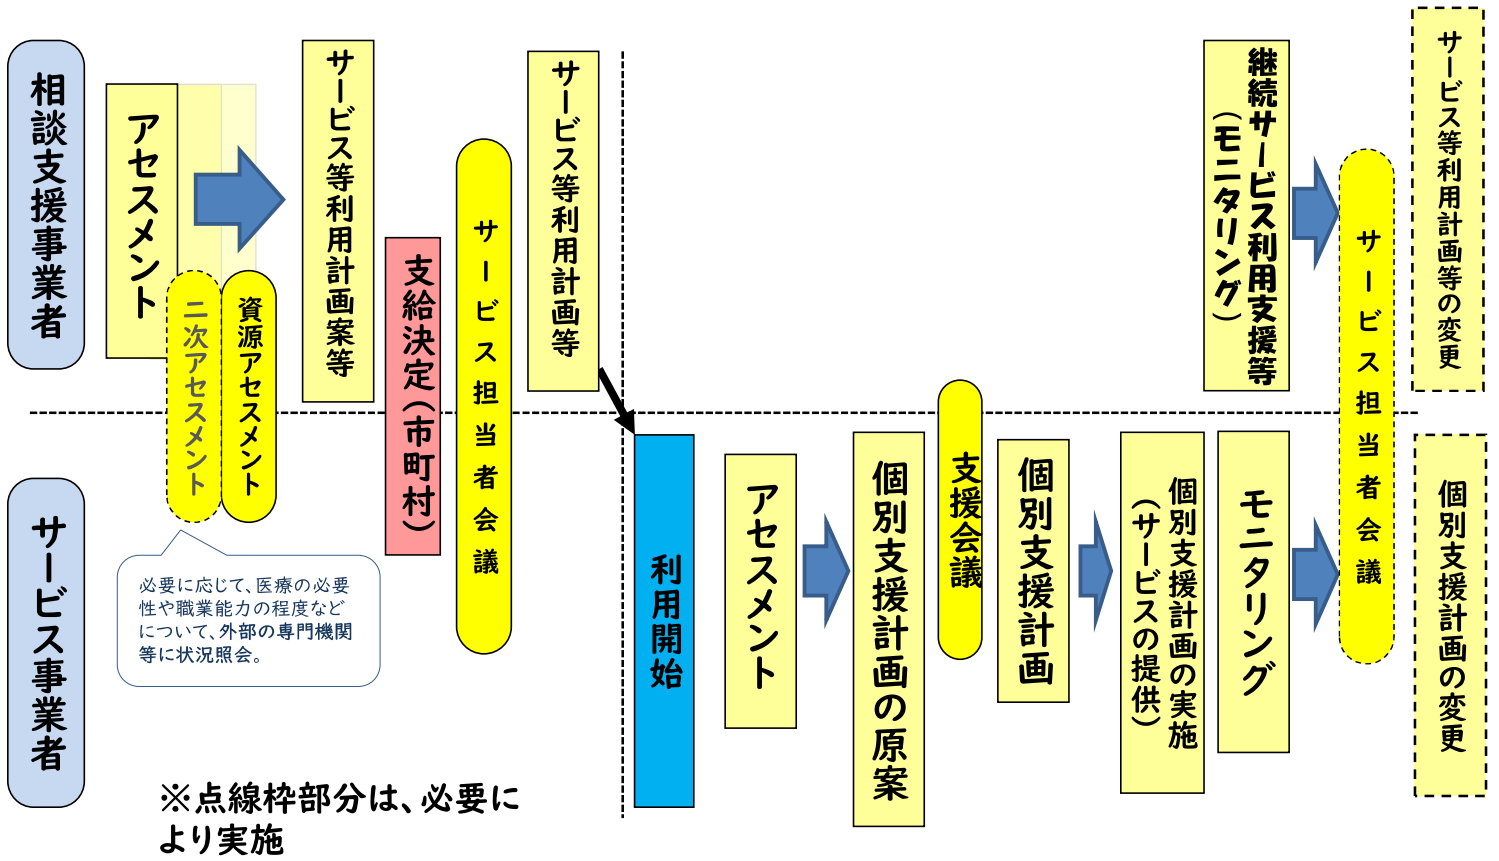 相談支援事業者
アセスメント
二次アセスメント
資源アセスメント
サービス等利用計画案等
支給決定（市町村）
サービス担当者会議
サービス等利用計画等
継続サービス利用支援等
（モニタリング）
サービス担当者会議
サービス等利用計画等の変更
サービス事業者
必要に応じて、医療の必要
性や職業能力の程度など
について、外部の専門機関
等に状況照会。
利用開始
アセスメント
個別支援計画の原案
支援会議
個別支援計画
個別支援計画の実施
（サービスの提供）
モニタリング
個別支援計画の変更
※点線枠部分は、必要に
より実施